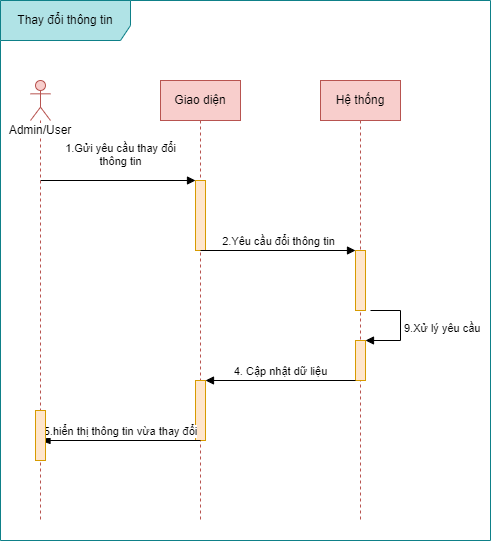 Thay đổi thông tin
Giao diện
Hệ thống
Admin/User
1.Gửi yêu cầu thay đổi
thông tin
2.Yêu cầu đổi thông tin
9.Xử lý yêu cầu
4. Cập nhật dữ liệu
5.hiển thị thông tin vừa thay đổi